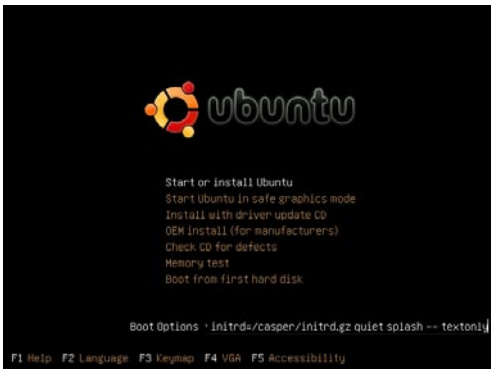 ubuntu
Start or install Ubuntu
Start Ubuntu in safe graphics mode
Install with driver update CD
OEM install (for manufacturers)
Check CD for defects
Memory test
Boot from first hard disk
Boot Options initrd=/casper/initrd.gz quiet splash -- textonly
F1 Help F2 Language F3 Keymap F4 VGA F5 Accessibility